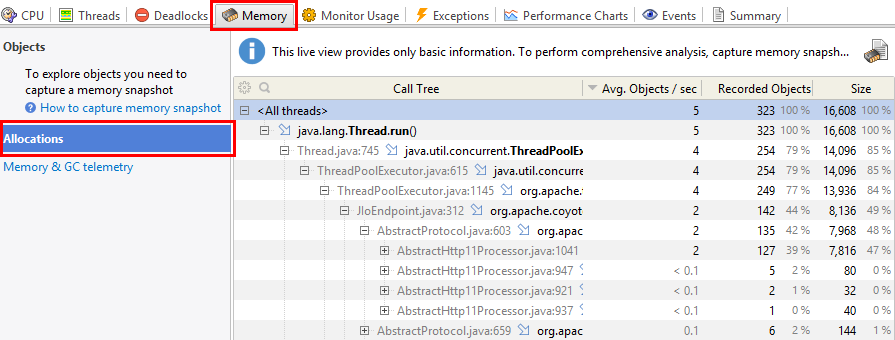 CPU Threads Deadlocks Memory Monitor Usage Exceptions Performance Charts Events Summary
Objects
To explore objects you need to
capture a memory snapshot
How to capture memory snapshot
Allocations
Memory & GC telemetry
This live view provides only basic information. To perform comprehensive analysis, capture memory snapsh...
Call Tree Avg. Objects / sec Recorded Objects Size
<All threads> 5 323 100 % 16,608 100 %
java.lang.Thread.run() 5 323 100 % 16,608 100 %
Thread.java:745 java.util.concurrent.ThreadPoolEx 4 254 79 % 14,096 85 %
ThreadPoolExecutor.java:615 java.util.concurre 4 254 79 % 14,096 85 %
ThreadPoolExecutor.java:1145 org.apache. 4 249 77 % 13,936 84 %
JIoEndpoint.java:312 org.apache.coyot 2 142 44 % 8,136 49 %
AbstractProtocol.java:603 org.apac 2 135 42 % 7,968 48 %
AbstractHttp11Processor.java:1041 2 127 39 % 7,816 47 %
AbstractHttp11Processor.java:947 < 0.1 5 2 % 80 0 %
AbstractHttp11Processor.java:921 < 0.1 2 1 % 32 0 %
AbstractHttp11Processor.java:937 < 0.1 1 0 % 40 0 %
AbstractProtocol.java:659 org.apac 0.1 6 2 % 144 1 %